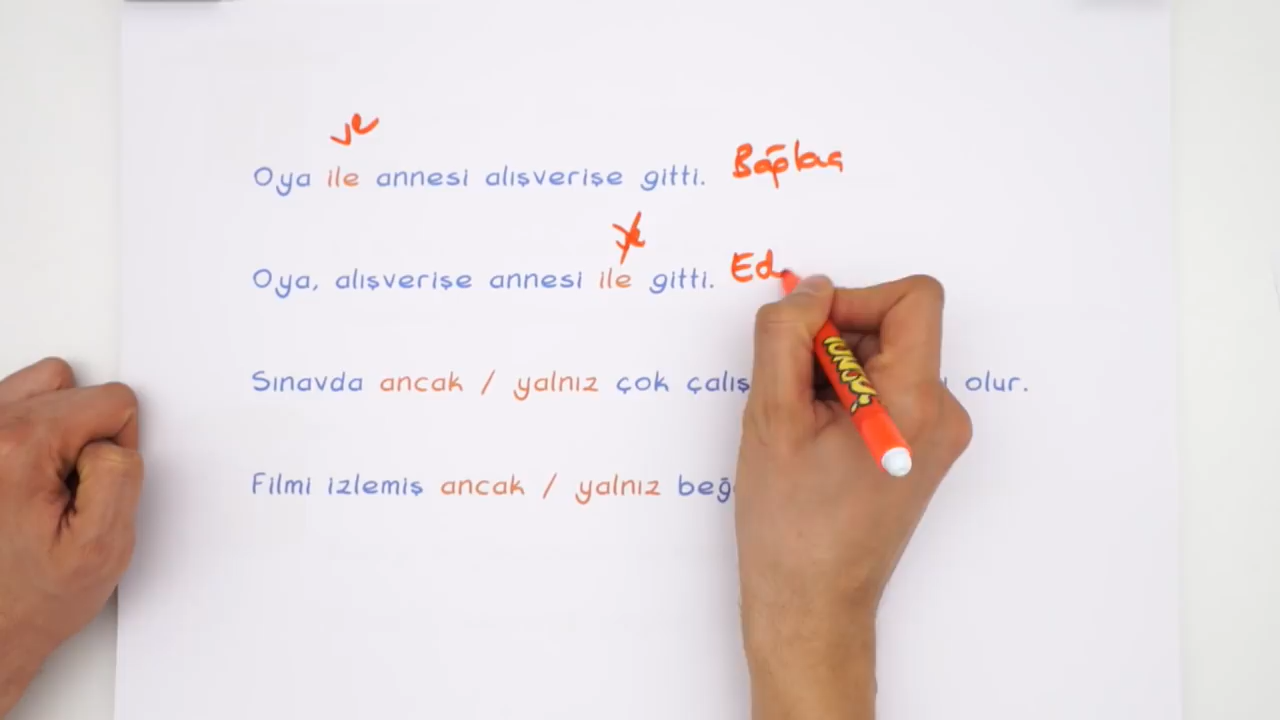 ve
Oya ile annesi alışverişe gitti. Bağlaç
ve
Oya, alışverişe annesi ile gitti. Ed
Sınavda ancak / yalnız çok çalış olur.
Filmi izlemiş ancak / yalnız beğ